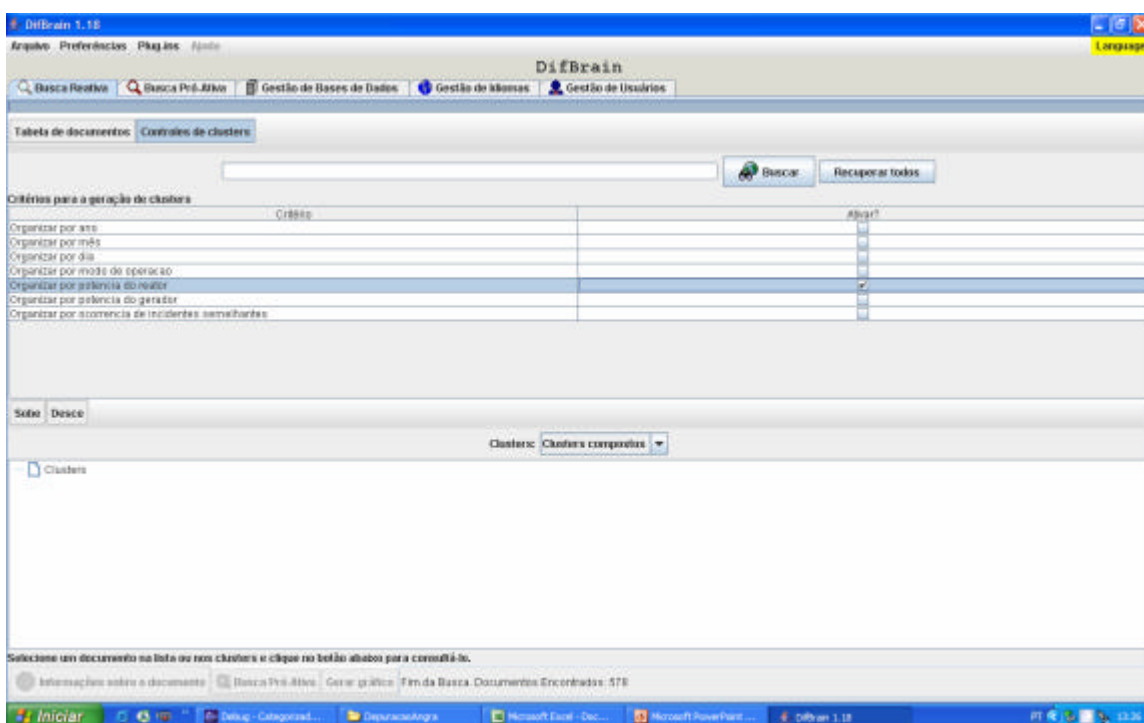 DifBrain 1.18
Arquivo Preferências Plug.ins Ajuda
Language
DifBrain
Busca Reativa Busca Pró-Ativa Gestão de Bases de Dados Gestão de Idiomas Gestão de Usuários
Tabela de documentos Controles de clusters
Buscar Recuperar todos
Critérios para a geração de clusters
Critério Ativar?
Organizar por ano
Organizar por mês
Organizar por dia
Organizar por modo de operacao
Organizar por potencia do reator
Organizar por potencia do gerador
Organizar por ocorrencia de incidentes semelhantes
Sobe Desce
Clusters: Clusters compostos
Clusters
Selecione um documento na lista ou nos clusters e clique no botão abaixo para consultá-lo.
Informações sobre o documento Busca Pró-Ativa Gerar gráfico Fim da Busca. Documentos Encontrados: 578
Iniciar Debug - Categorizad... DepuracaoAngra Microsoft Excel - Doc... Microsoft PowerPoint ... DifBrain 1.18 PT